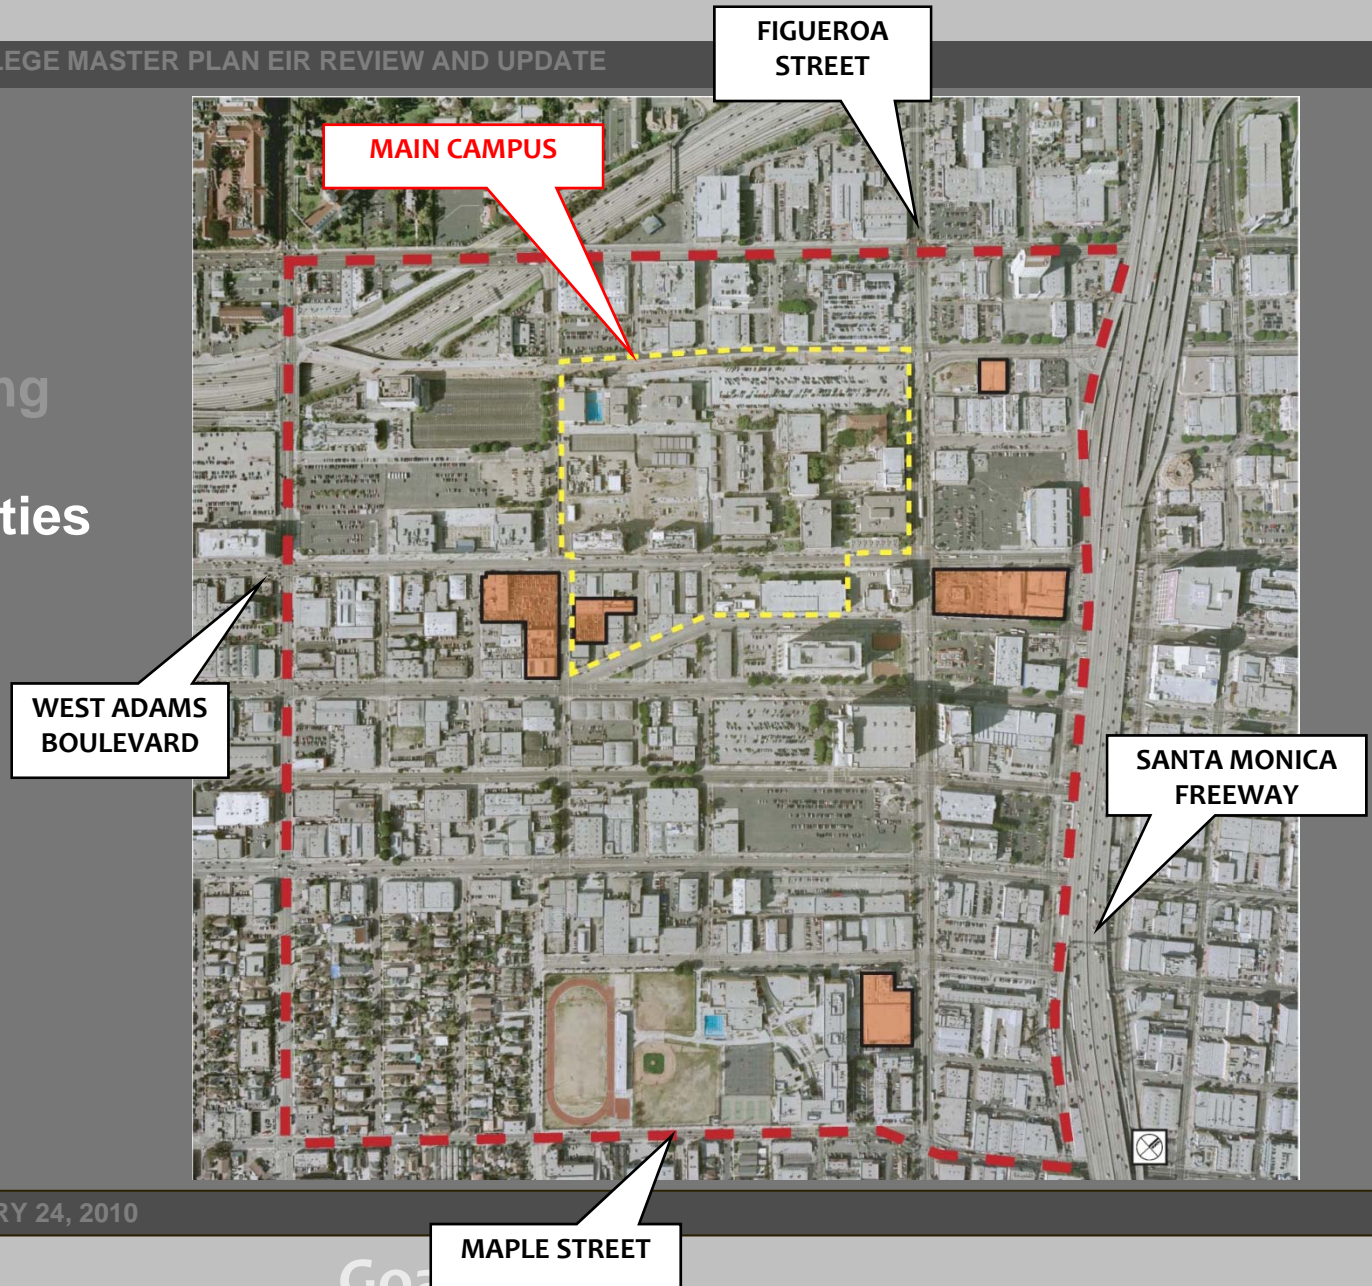 FIGUEROA
STREET
LEGE MASTER PLAN EIR REVIEW AND UPDATE
MAIN CAMPUS
ng
ties
WEST ADAMS
BOULEVARD
SANTA MONICA
FREEWAY
RY 24, 2010
MAPLE STREET
Goa